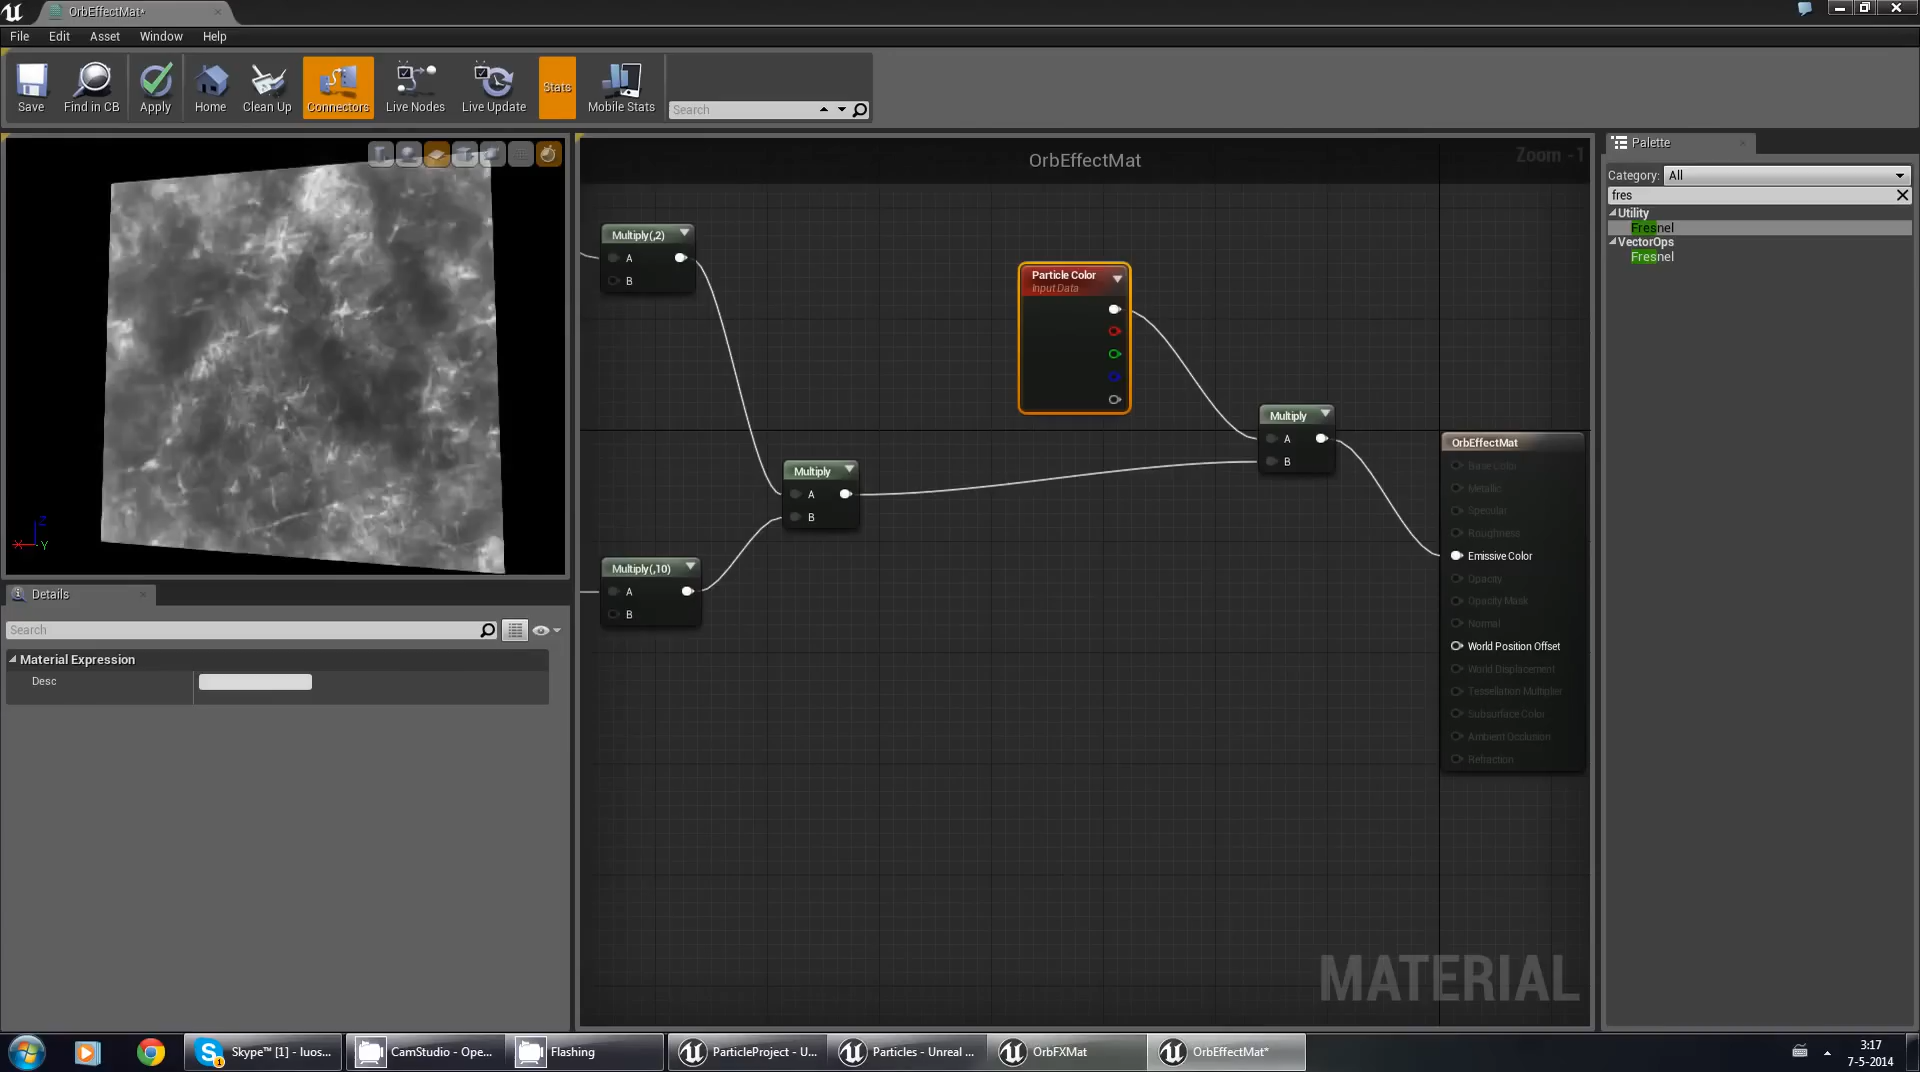 OrbEffectMat*
File Edit Asset Window Help
Save Find in CB Apply Home Clean Up Connectors Live Nodes Live Update Stats Mobile Stats Search
OrbEffectMat
Zoom -1
Palette
Category: All
fres
Utility
Fresnel
VectorOps
Fresnel
Multiply(,2)
A
B
Particle Color
Input Data
Multiply
A
B
Multiply
A
B
Multiply(,10)
A
B
OrbEffectMat
Base Color
Metallic
Specular
Roughness
Emissive Color
Opacity
Opacity Mask
Normal
World Position Offset
World Displacement
Tessellation Multiplier
Subsurface Color
Ambient Occlusion
Refraction
X Y Z
Details
Search
Material Expression
Desc
MATERIAL
Skype™ [1] - luos... CamStudio - Ope... Flashing ParticleProject - U... Particles - Unreal ... OrbFXMat OrbEffectMat*
3:17
7-5-2014